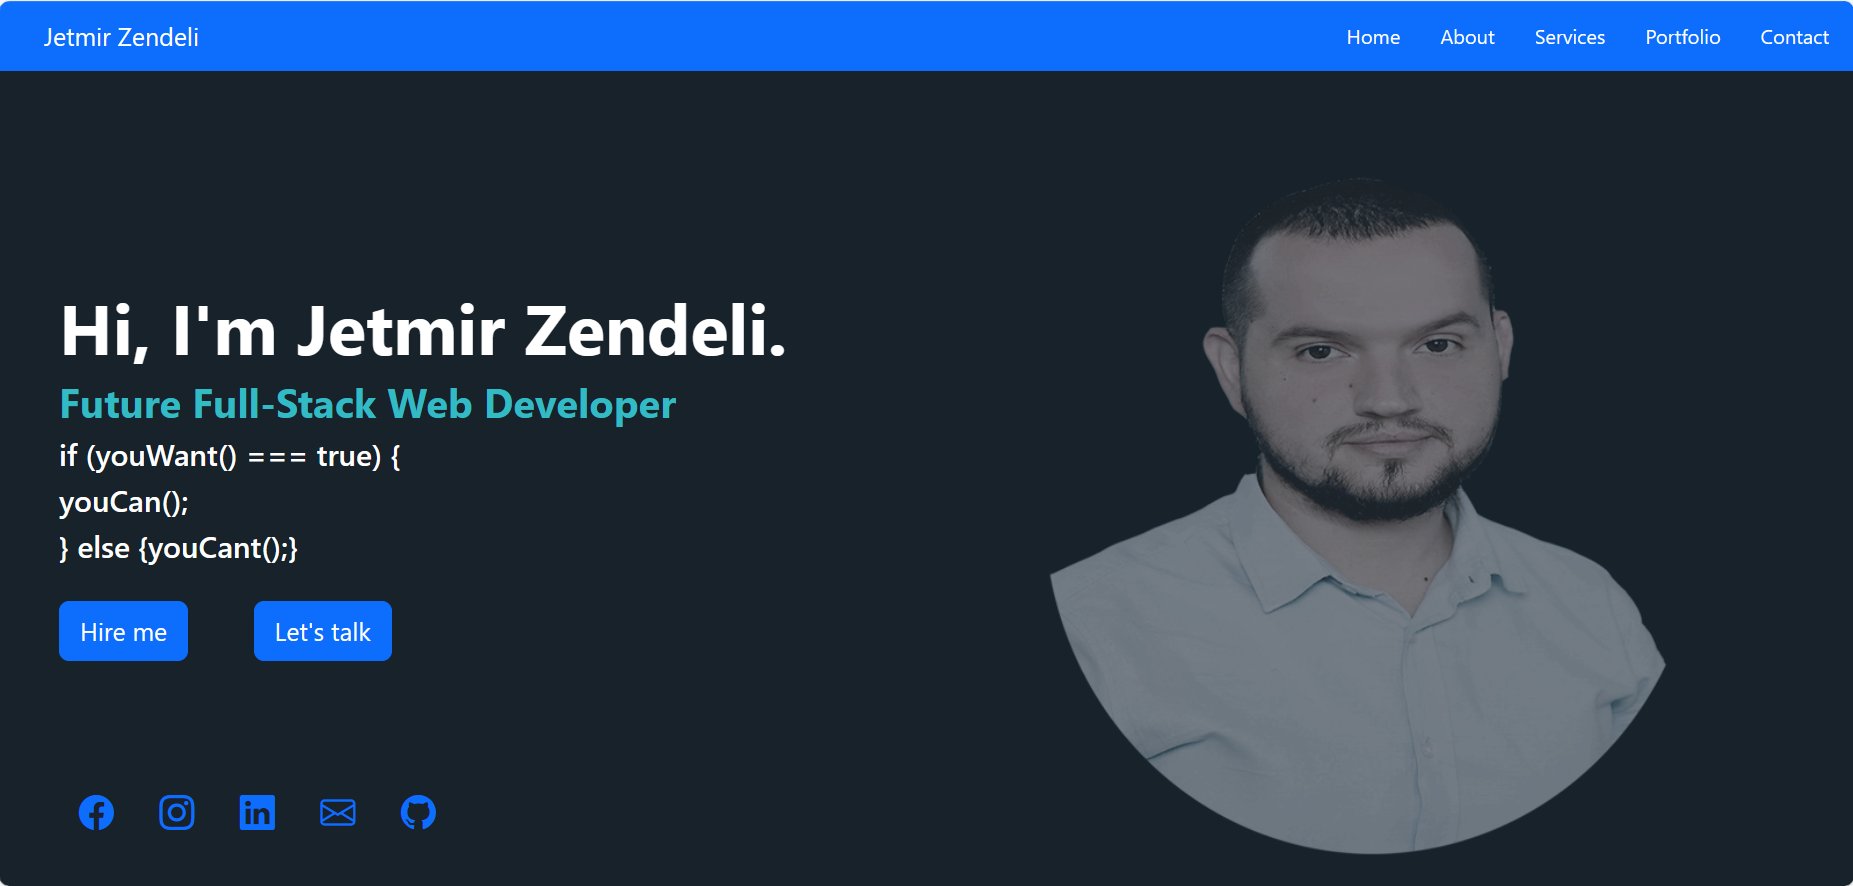 Jetmir Zendeli
Home About Services Portfolio Contact
Hi, I'm Jetmir Zendeli.
Future Full-Stack Web Developer
if (youWant() === true) {
youCan();
} else {youCant();}
Hire me
Let's talk